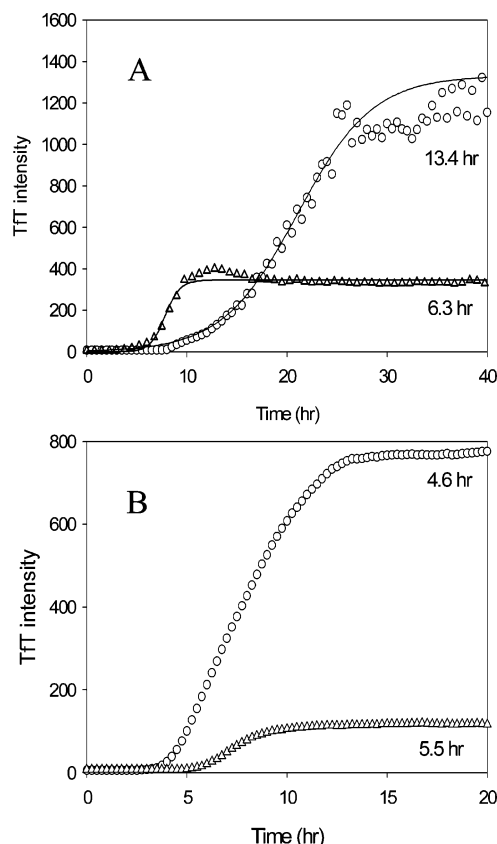 1600
A
1400
1200
1000
800
600
400
200
0
TfT intensity
13.4 hr
6.3 hr
0 10 20 30 40
Time (hr)
800
B
600
400
200
0
TfT intensity
4.6 hr
5.5 hr
0 5 10 15 20
Time (hr)